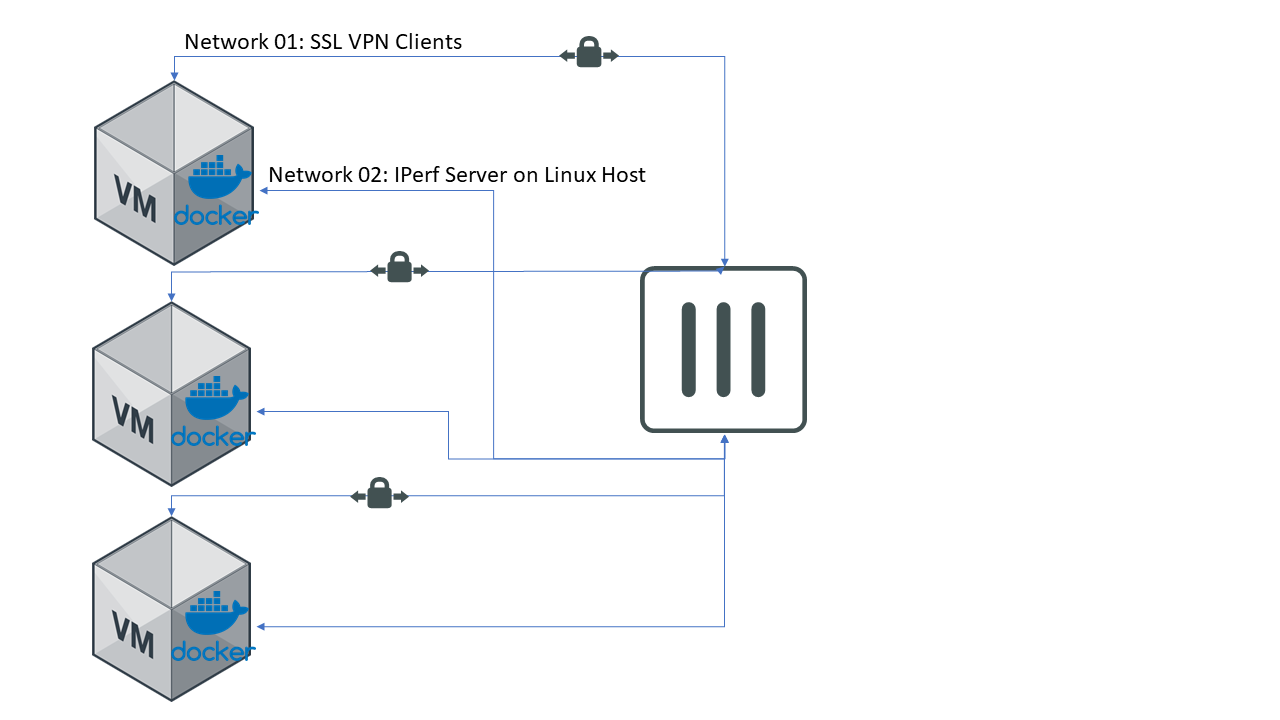 Network 01: SSL VPN Clients
Network 02: IPerf Server on Linux Host
VM
docker
VM
docker
VM
docker